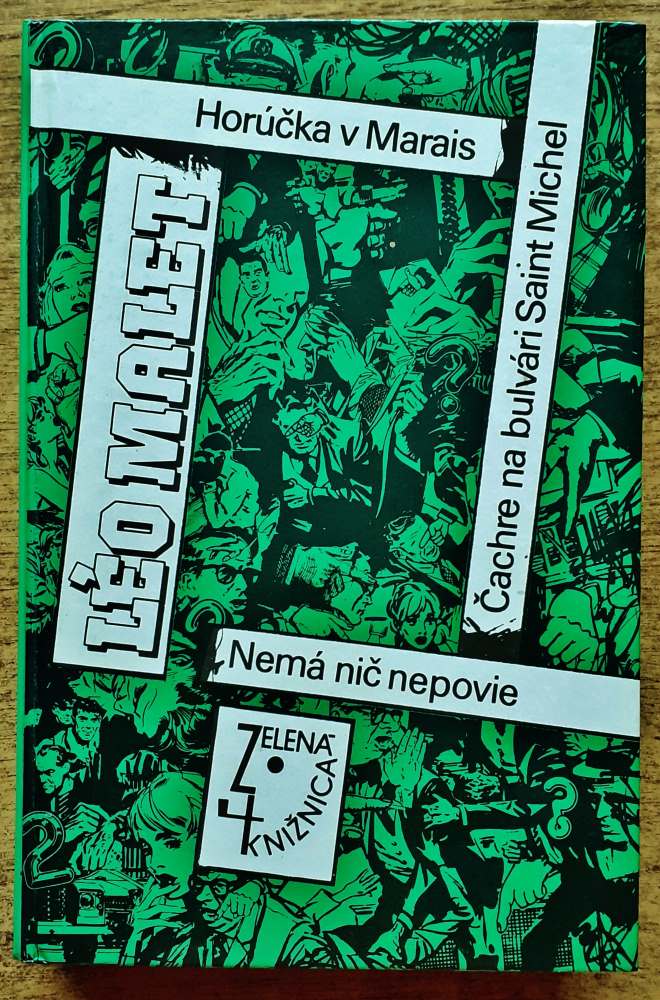 Horúčka v Marais
LÉO MALET
Čachre na bulvári Saint Michel
Nemá nič nepovie
ZELENÁ
KNIŽNICA